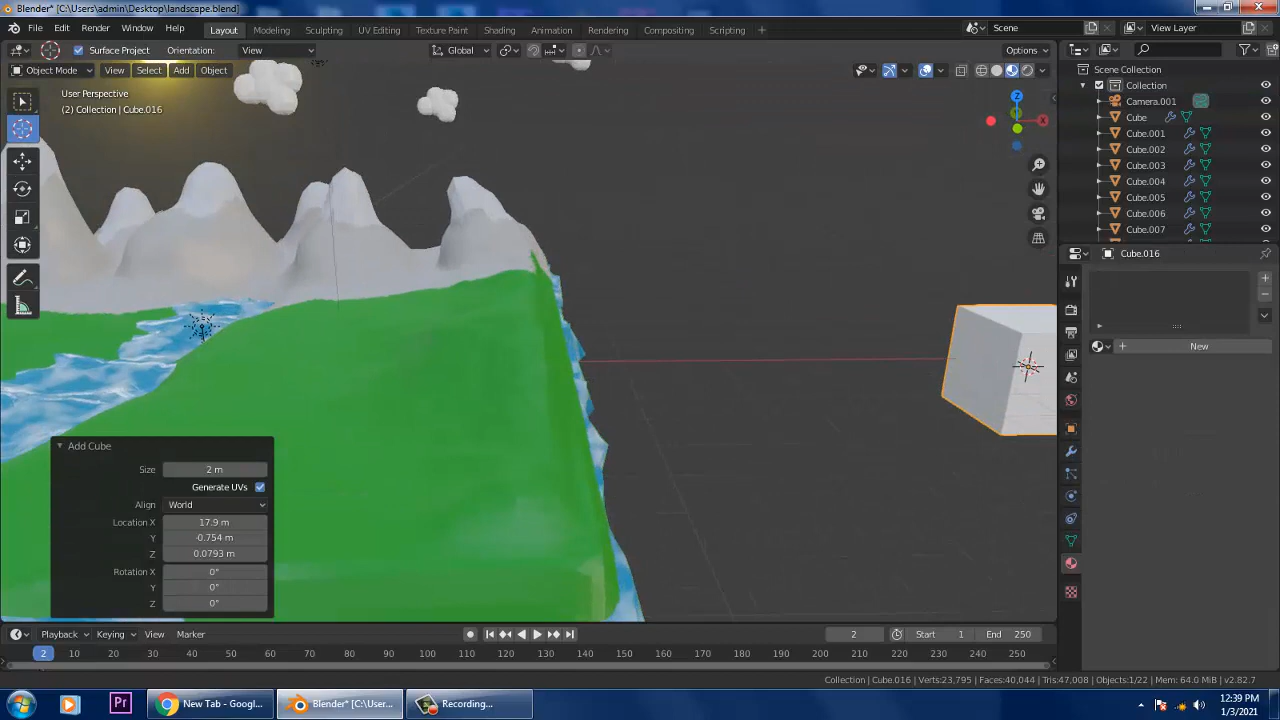 Blender* [C:\Users\admin\Desktop\landscape.blend]
File Edit Render Window Help Layout Modeling Sculpting UV Editing Texture Paint Shading Animation Rendering Compositing Scripting + Scene View Layer
Surface Project Orientation: View Global Options
Object Mode View Select Add Object
User Perspective
(2) Collection | Cube.016
Z
X
Scene Collection
Collection
Camera.001
Cube
Cube.001
Cube.002
Cube.003
Cube.004
Cube.005
Cube.006
Cube.007
Cube.016
New
Add Cube
Size 2 m
Generate UVs
Align World
Location X 17.9 m
Y -0.754 m
Z 0.0793 m
Rotation X 0°
Y 0°
Z 0°
Playback Keying View Marker 2 Start 1 End 250
2 10 20 30 40 50 60 70 80 90 100 110 120 130 140 150 160 170 180 190 200 210 220 230 240 250
Collection | Cube.016 | Verts:23,795 | Faces:40,044 | Tris:47,008 | Objects:1/22 | Mem: 64.0 MiB | v2.82.7
Pr New Tab - Googl... Blender* [C:\User... Recording...
12:39 PM
1/3/2021